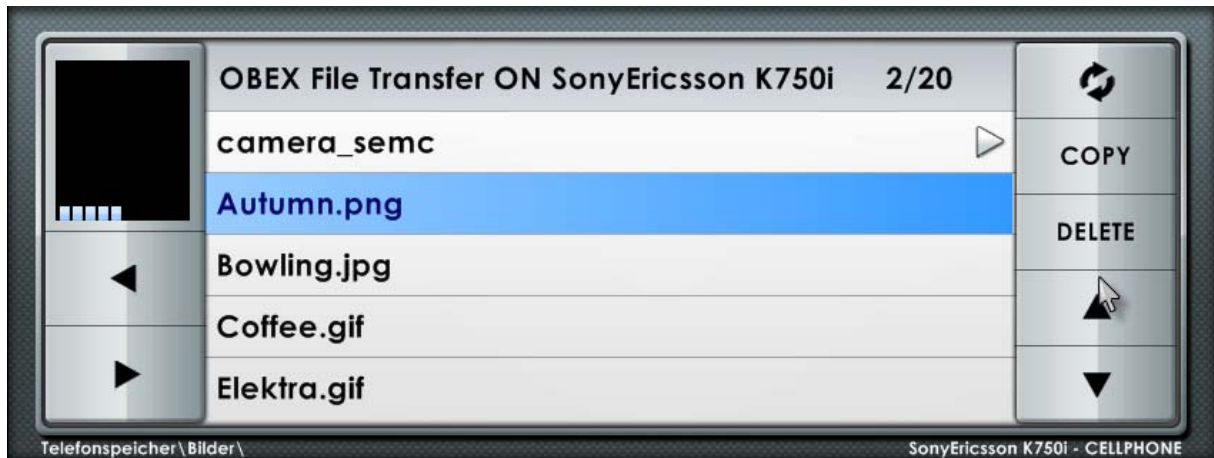 OBEX File Transfer ON SonyEricsson K750i 2/20
camera_semc
COPY
Autumn.png
DELETE
Bowling.jpg
Coffee.gif
Elektra.gif
Telefonspeicher\Bilder\
SonyEricsson K750i - CELLPHONE